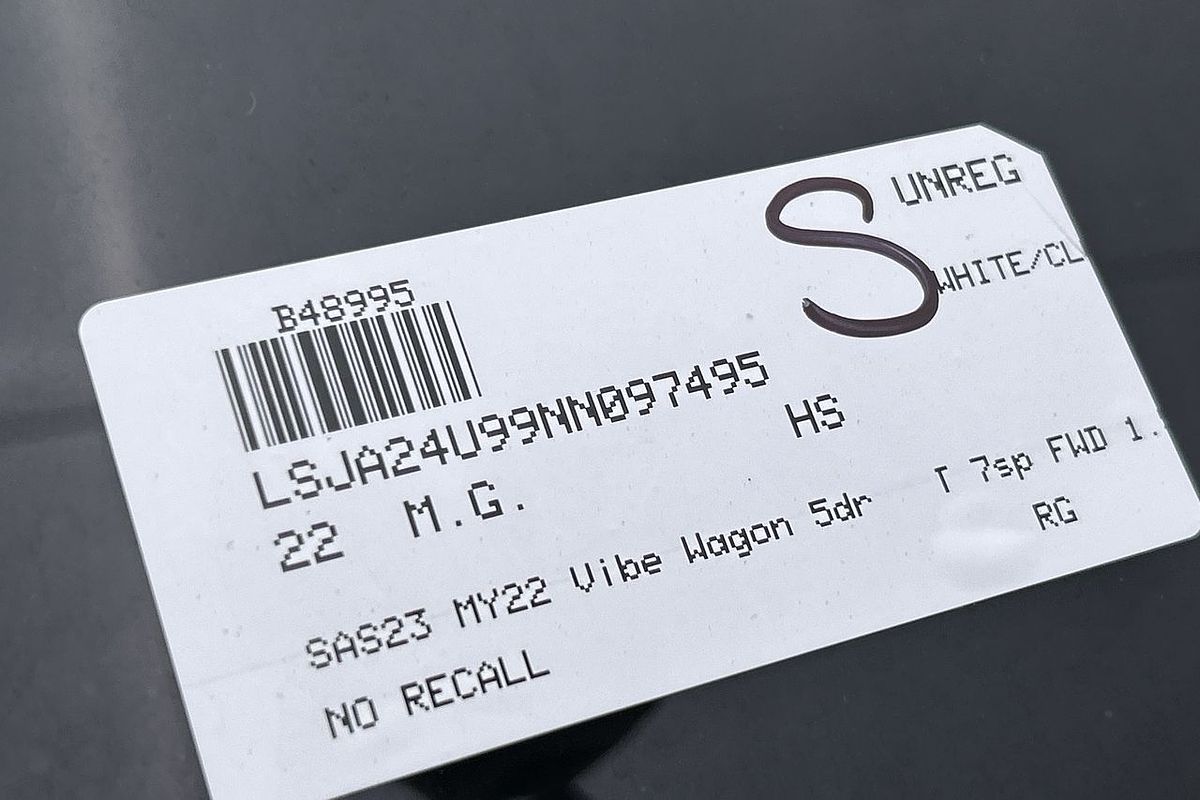 S
UNREG
WHITE/CL
B48995
LSJA24U99NN097495
22 M.G. HS
SAS23 MY22 Vibe Wagon 5dr T 7sp FWD 1.
NO RECALL RG